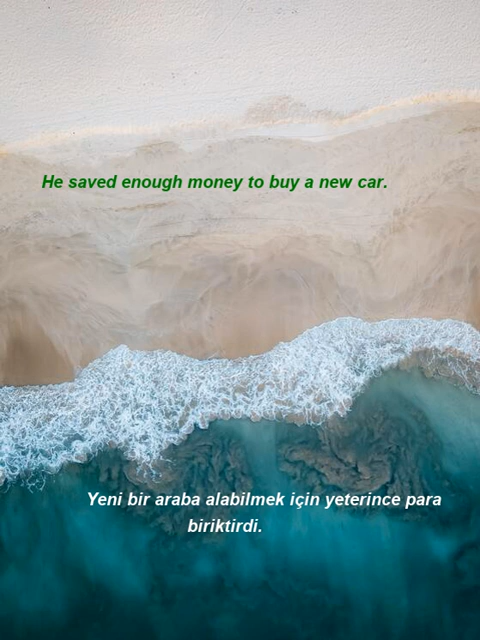 He saved enough money to buy a new car.
Yeni bir araba alabilmek için yeterince para
biriktirdi.